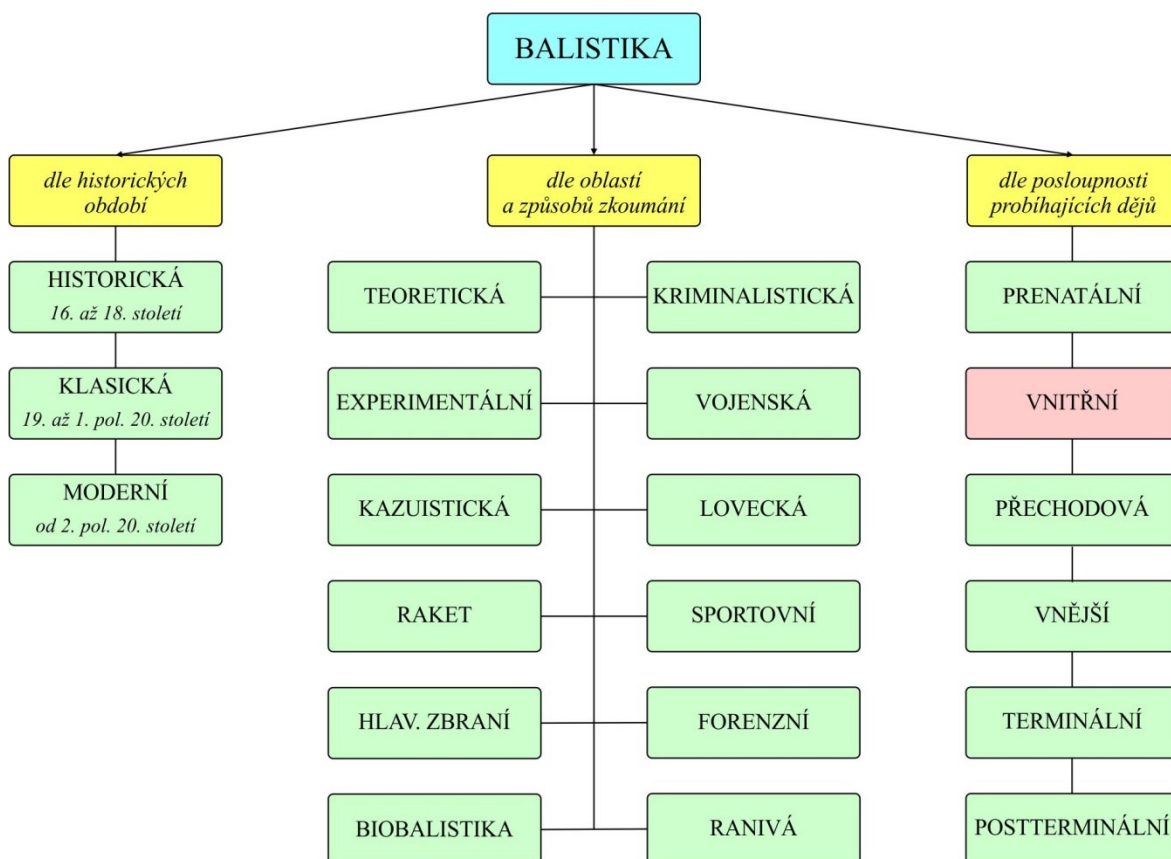 BALISTIKA
dle historických
období
HISTORICKÁ
16. až 18. století
KLASICKÁ
19. až 1. pol. 20. století
MODERNÍ
od 2. pol. 20. století
dle oblastí
a způsobů zkoumání
TEORETICKÁ
KRIMINALISTICKÁ
EXPERIMENTÁLNÍ
VOJENSKÁ
KAZUISTICKÁ
LOVECKÁ
RAKET
SPORTOVNÍ
HLAV. ZBRANÍ
FORENZNÍ
BIOBALISTIKA
RANIVÁ
dle posloupnosti
probíhajících dějů
PRENATÁLNÍ
VNITŘNÍ
PŘECHODOVÁ
VNĚJŠÍ
TERMINÁLNÍ
POSTTERMINÁLNÍ